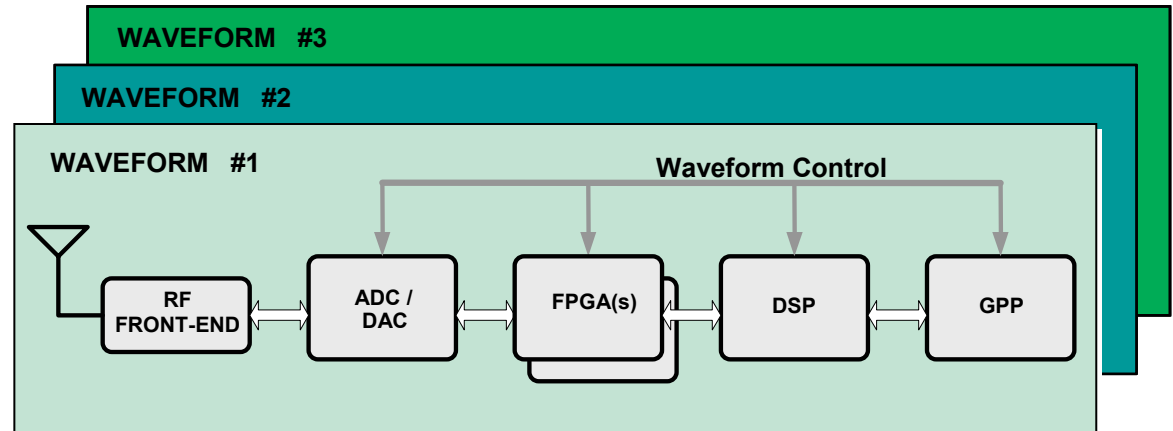 WAVEFORM #3
WAVEFORM #2
WAVEFORM #1
Waveform Control
RF
FRONT-END
ADC /
DAC
FPGA(s)
DSP
GPP